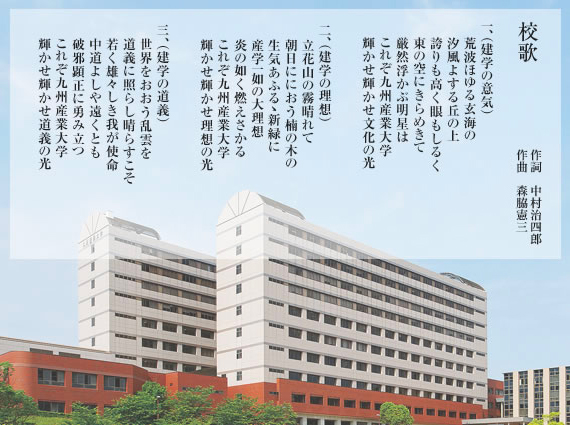 校歌
作詞　中村治四郎
作曲　森脇憲三
一、（建学の意気）
荒波ほゆる玄海の
汐風よする丘の上
誇りも高く眼もしるく
東の空にきらめきて
厳然浮かぶ明星は
これぞ九州産業大学
輝かせ輝かせ文化の光
二、（建学の理想）
立花山の霧晴れて
朝日ににおう楠の木の
生気あふるゝ新緑に
産学一如の大理想
炎の如く燃えさかる
これぞ九州産業大学
輝かせ輝かせ理想の光
三、（建学の道義）
世界をおおう乱雲を
道義に照らし晴らすこそ
若く雄々しき我が使命
中道よしや遠くとも
破邪顕正に勇み立つ
これぞ九州産業大学
輝かせ輝かせ道義の光